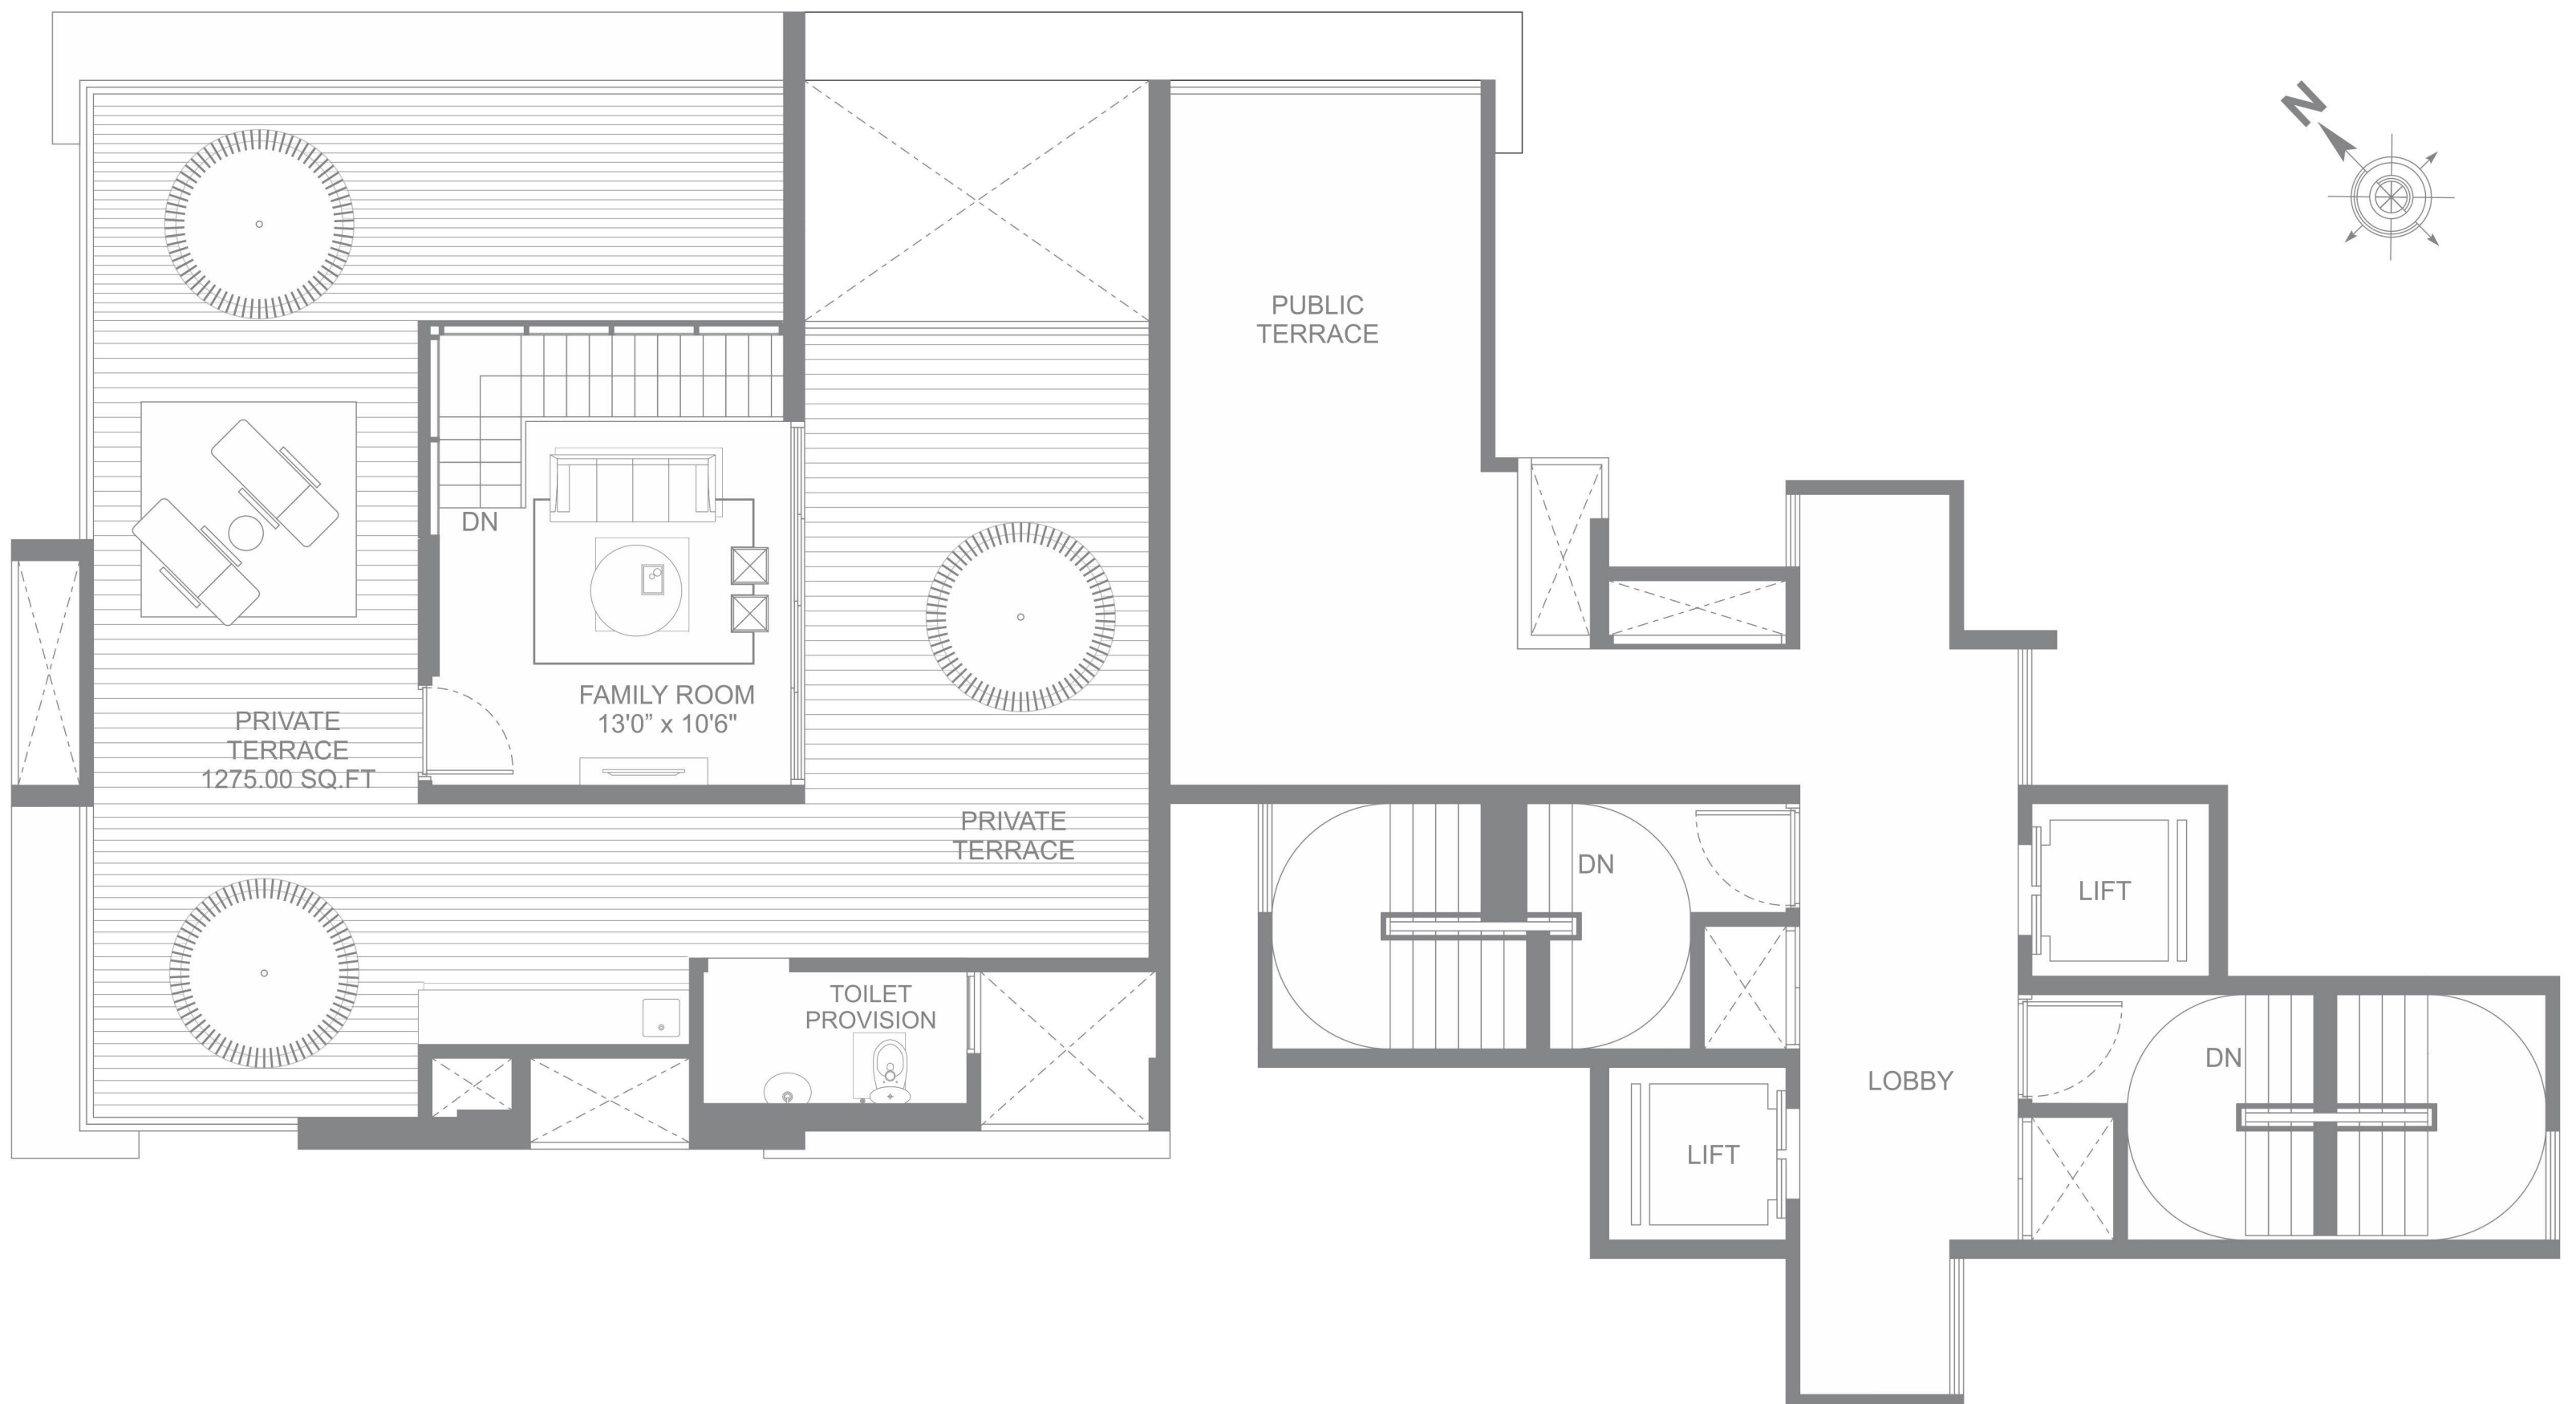 N
PUBLIC
TERRACE
DN
FAMILY ROOM
13'0” x 10'6"
PRIVATE
TERRACE
1275.00 SQ.FT
PRIVATE
TERRACE
DN
LIFT
TOILET
PROVISION
LOBBY
DN
LIFT